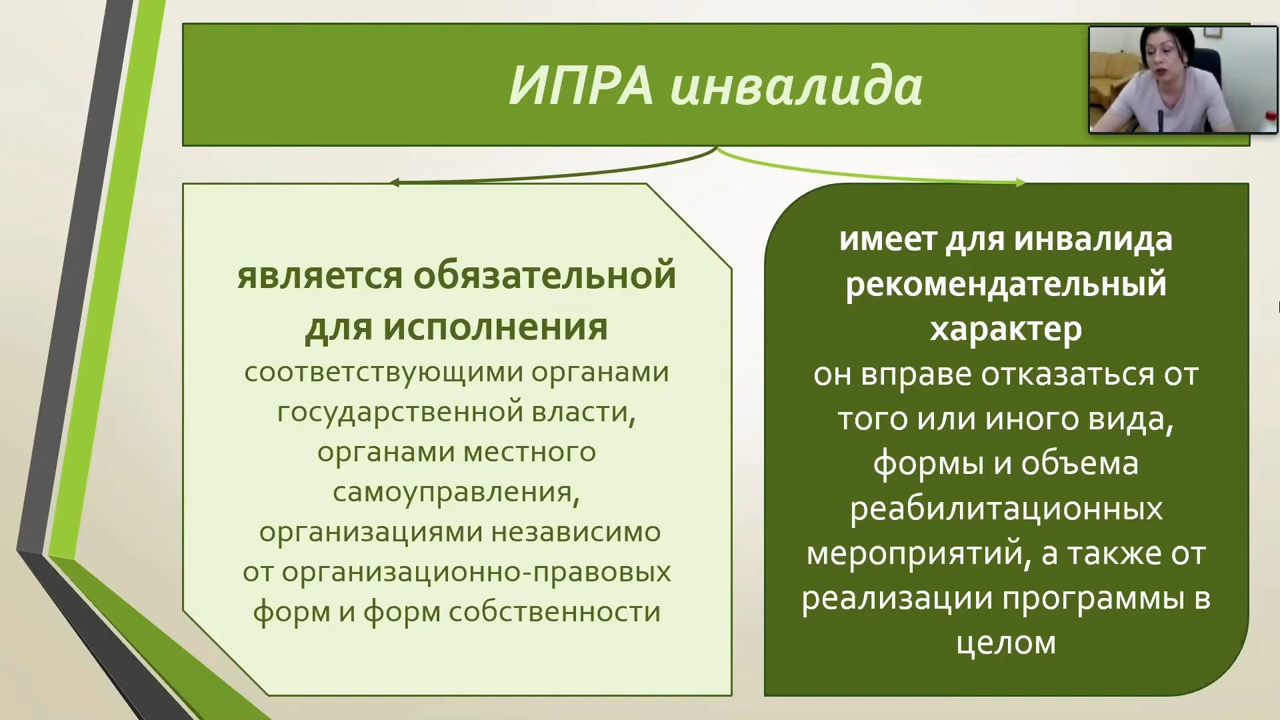 ИПРА инвалида
является обязательной
для исполнения
соответствующими органами
государственной власти,
органами местного
самоуправления,
организациями независимо
от организационно-правовых
форм и форм собственности
имеет для инвалида
рекомендательный
характер
он вправе отказаться от
того или иного вида,
формы и объема
реабилитационных
мероприятий, а также от
реализации программы в
целом